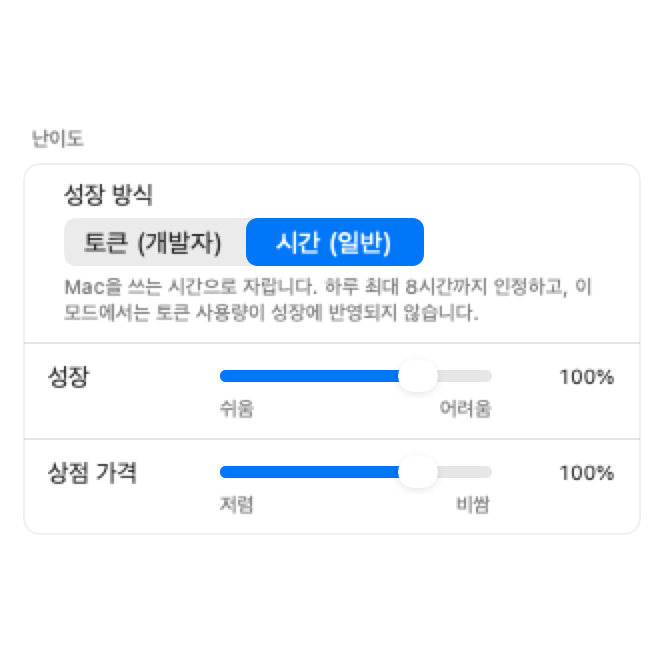 난이도
성장 방식
토큰 (개발자) 시간 (일반)
Mac을 쓰는 시간으로 자랍니다. 하루 최대 8시간까지 인정하고, 이
모드에서는 토큰 사용량이 성장에 반영되지 않습니다.
성장 100%
쉬움 어려움
상점 가격 100%
저렴 비쌈